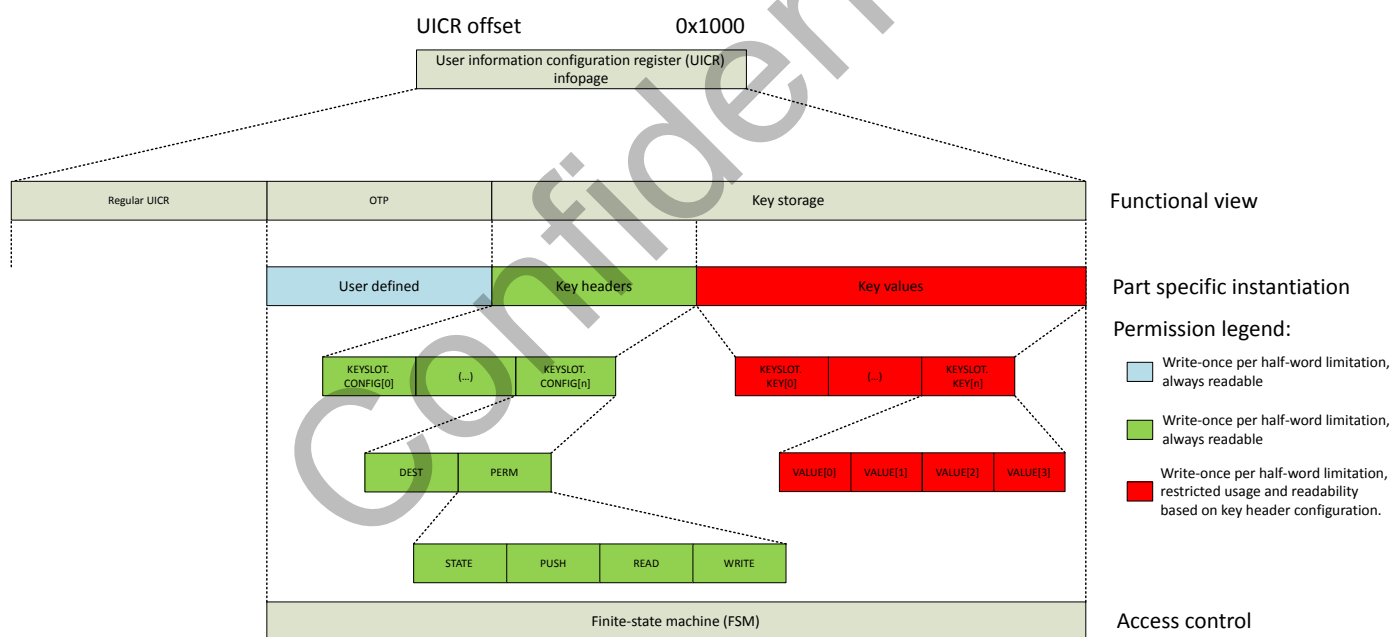 UICR offset 0x1000
User information configuration register (UICR)
infopage
Regular UICR OTP Key storage Functional view
User defined Key headers Key values Part specific instantiation
Permission legend:
KEYSLOT.
CONFIG[0]
(...)
KEYSLOT.
CONFIG[n]
KEYSLOT.
KEY[0]
(...)
KEYSLOT.
KEY[n]
Write-once per half-word limitation,
always readable
Write-once per half-word limitation,
always readable
DEST PERM
VALUE[0] VALUE[1] VALUE[2] VALUE[3]
Write-once per half-word limitation,
restricted usage and readability
based on key header configuration.
STATE PUSH READ WRITE
Finite-state machine (FSM) Access control
Confiden